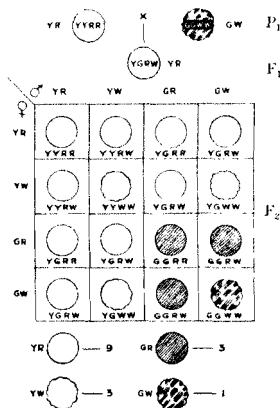 YR YYRR × GGWW GW P₁
YGRW YR F₁
♂ YR YW GR GW
♀
YR YYRR YYRW YGRR YGRW
YW YYRW YYWW YGRW YGWW
F₂
GR YGRR YGRW GGRR GGRW
GW YGRW YGWW GGRW GGWW
YR — 9 GR — 3
YW — 3 GW — 1